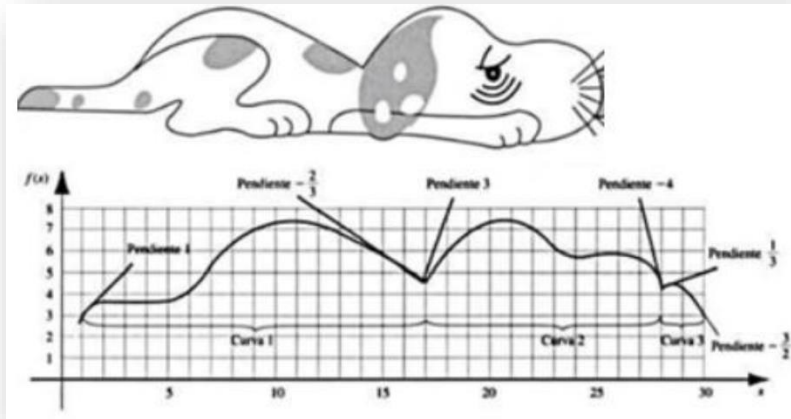 f(x)
Pendiente - 2/3
Pendiente 3
Pendiente -4
8
7
Pendiente 1
6
Pendiente 1/3
5
4
3
Curva 1
Curva 2
Curva 3
Pendiente - 3/2
2
1
5
10
15
20
25
30
x